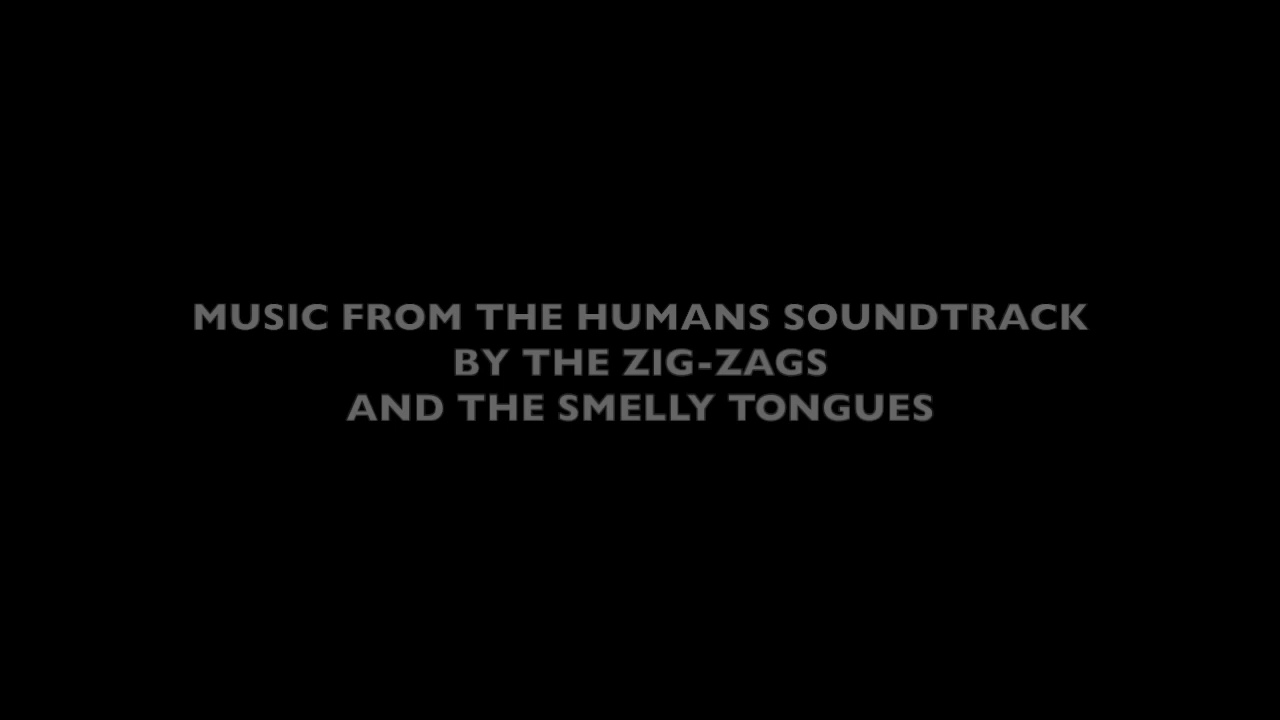 MUSIC FROM THE HUMANS SOUNDTRACK
BY THE ZIG-ZAGS
AND THE SMELLY TONGUES